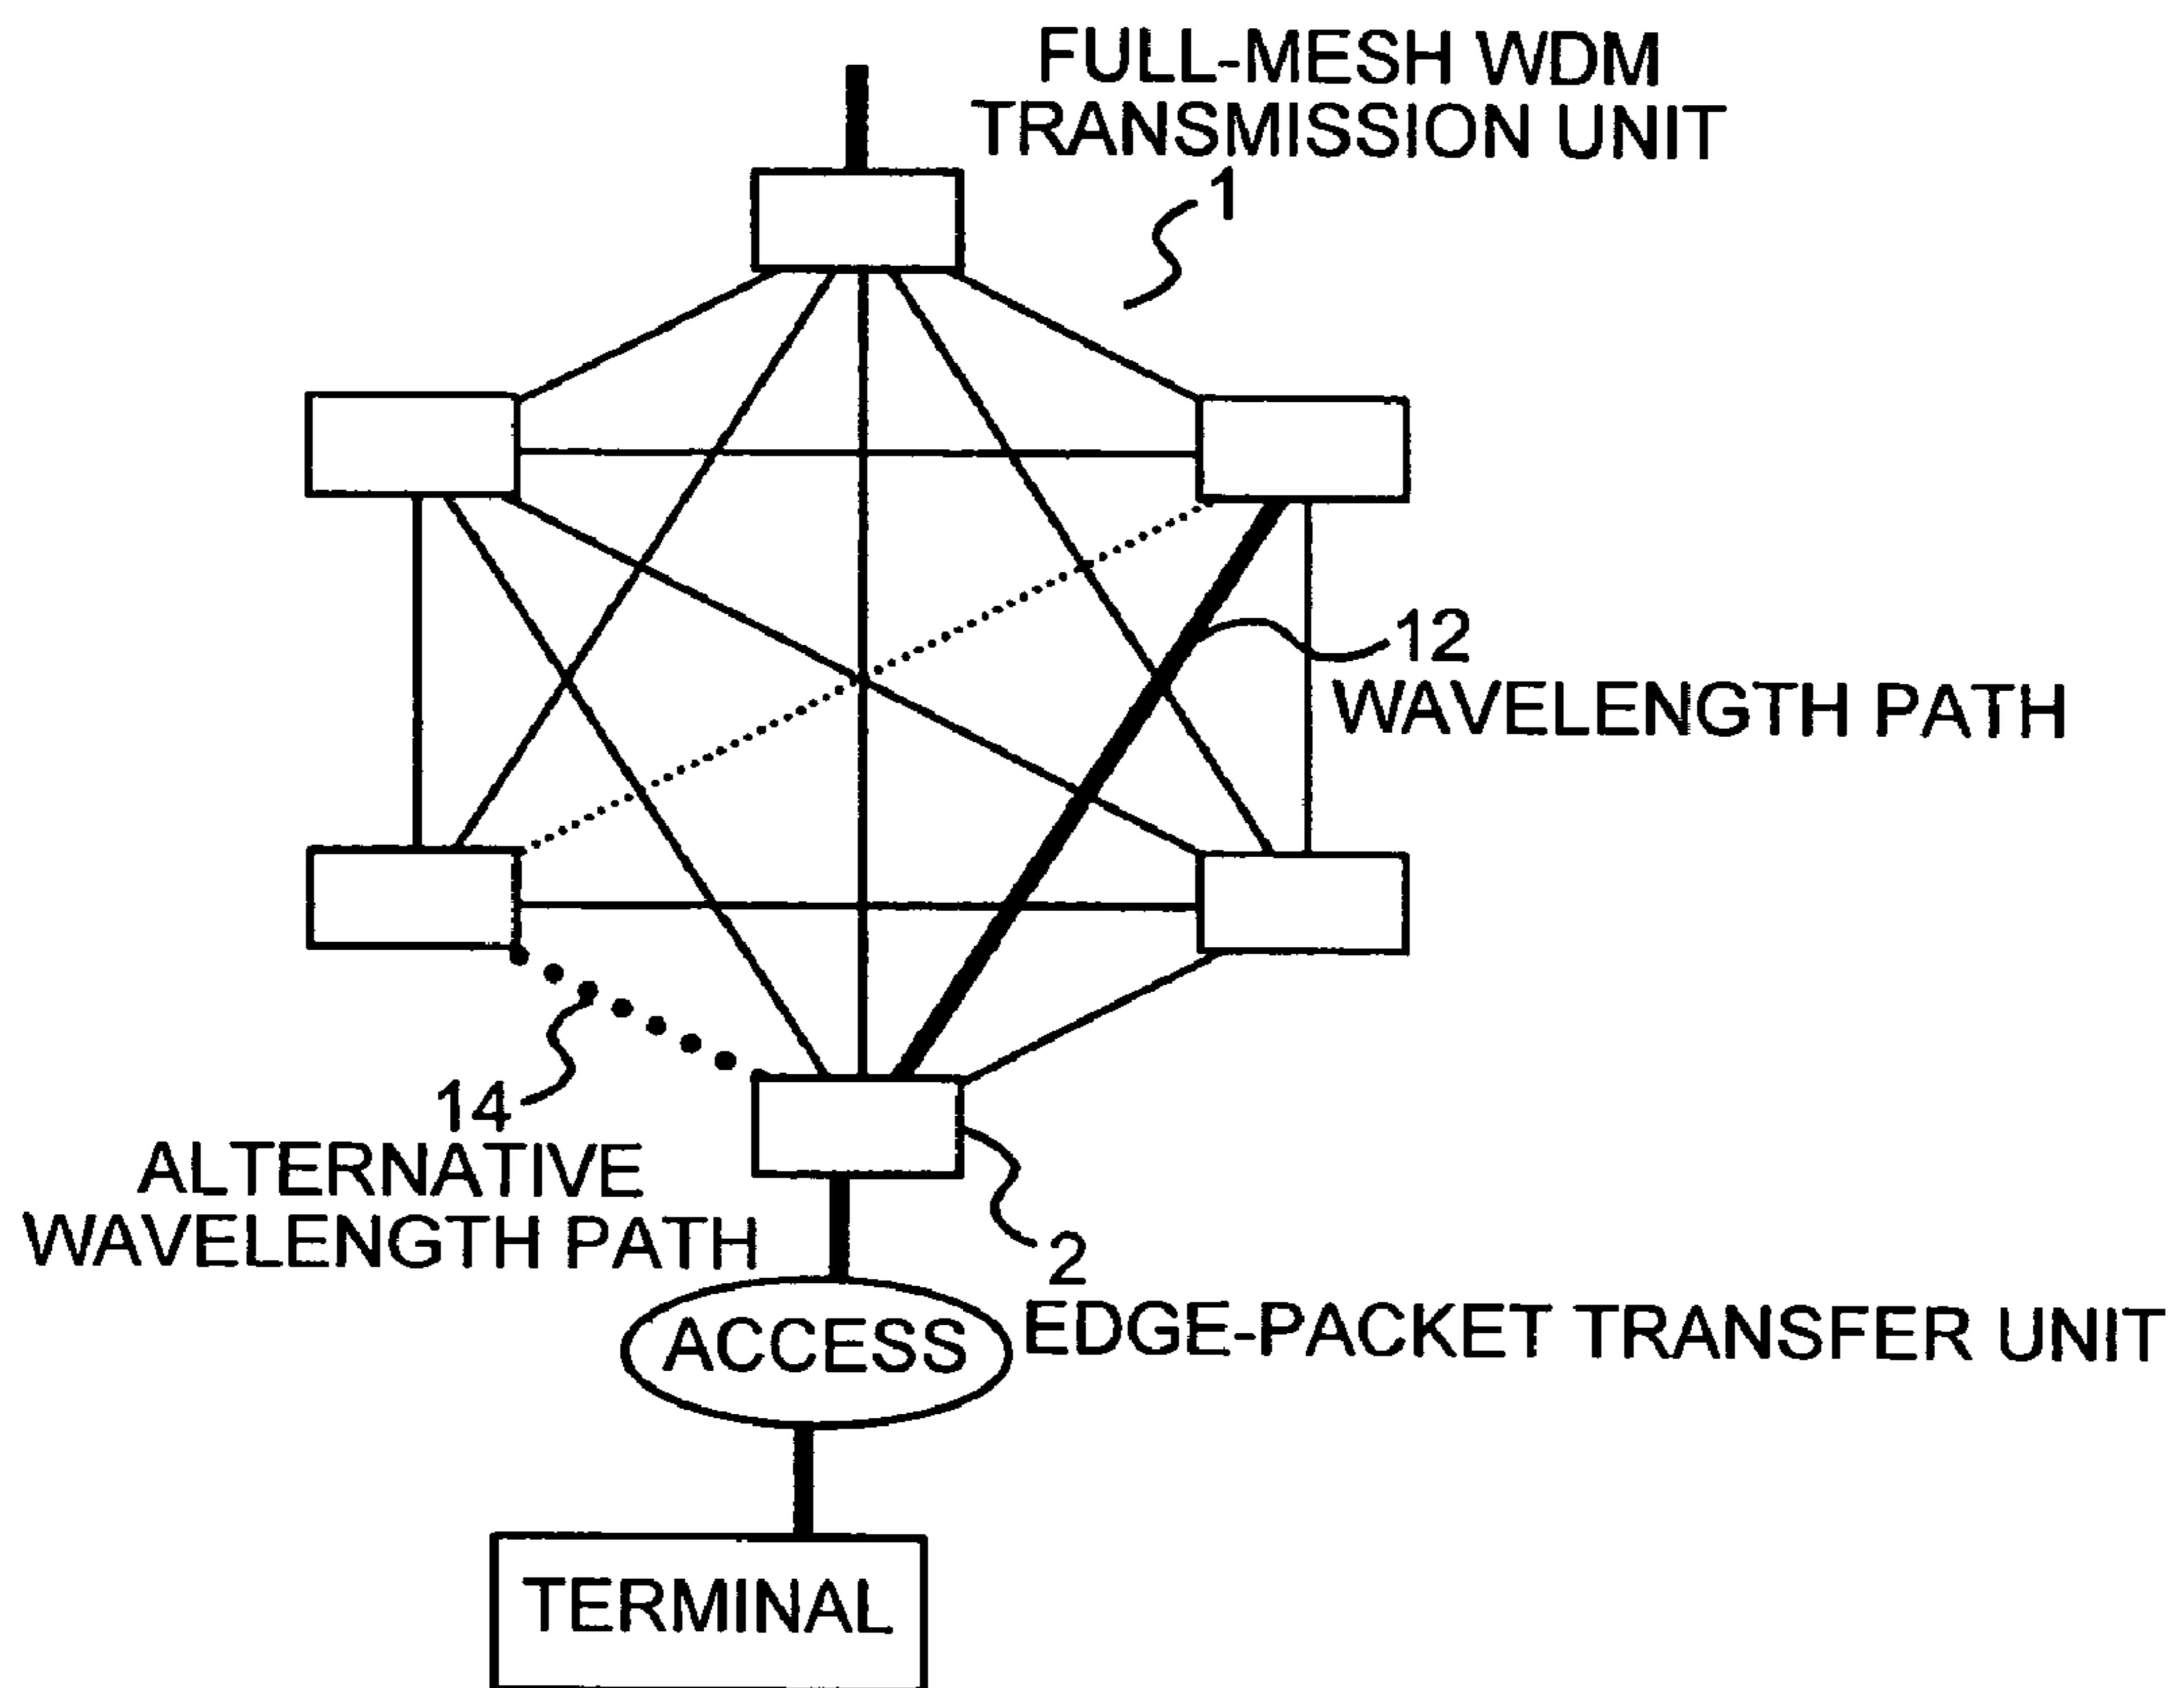 FULL-MESH WDM
TRANSMISSION UNIT
1
12
WAVELENGTH PATH
14
ALTERNATIVE
WAVELENGTH PATH
2
EDGE-PACKET TRANSFER UNIT
ACCESS
TERMINAL